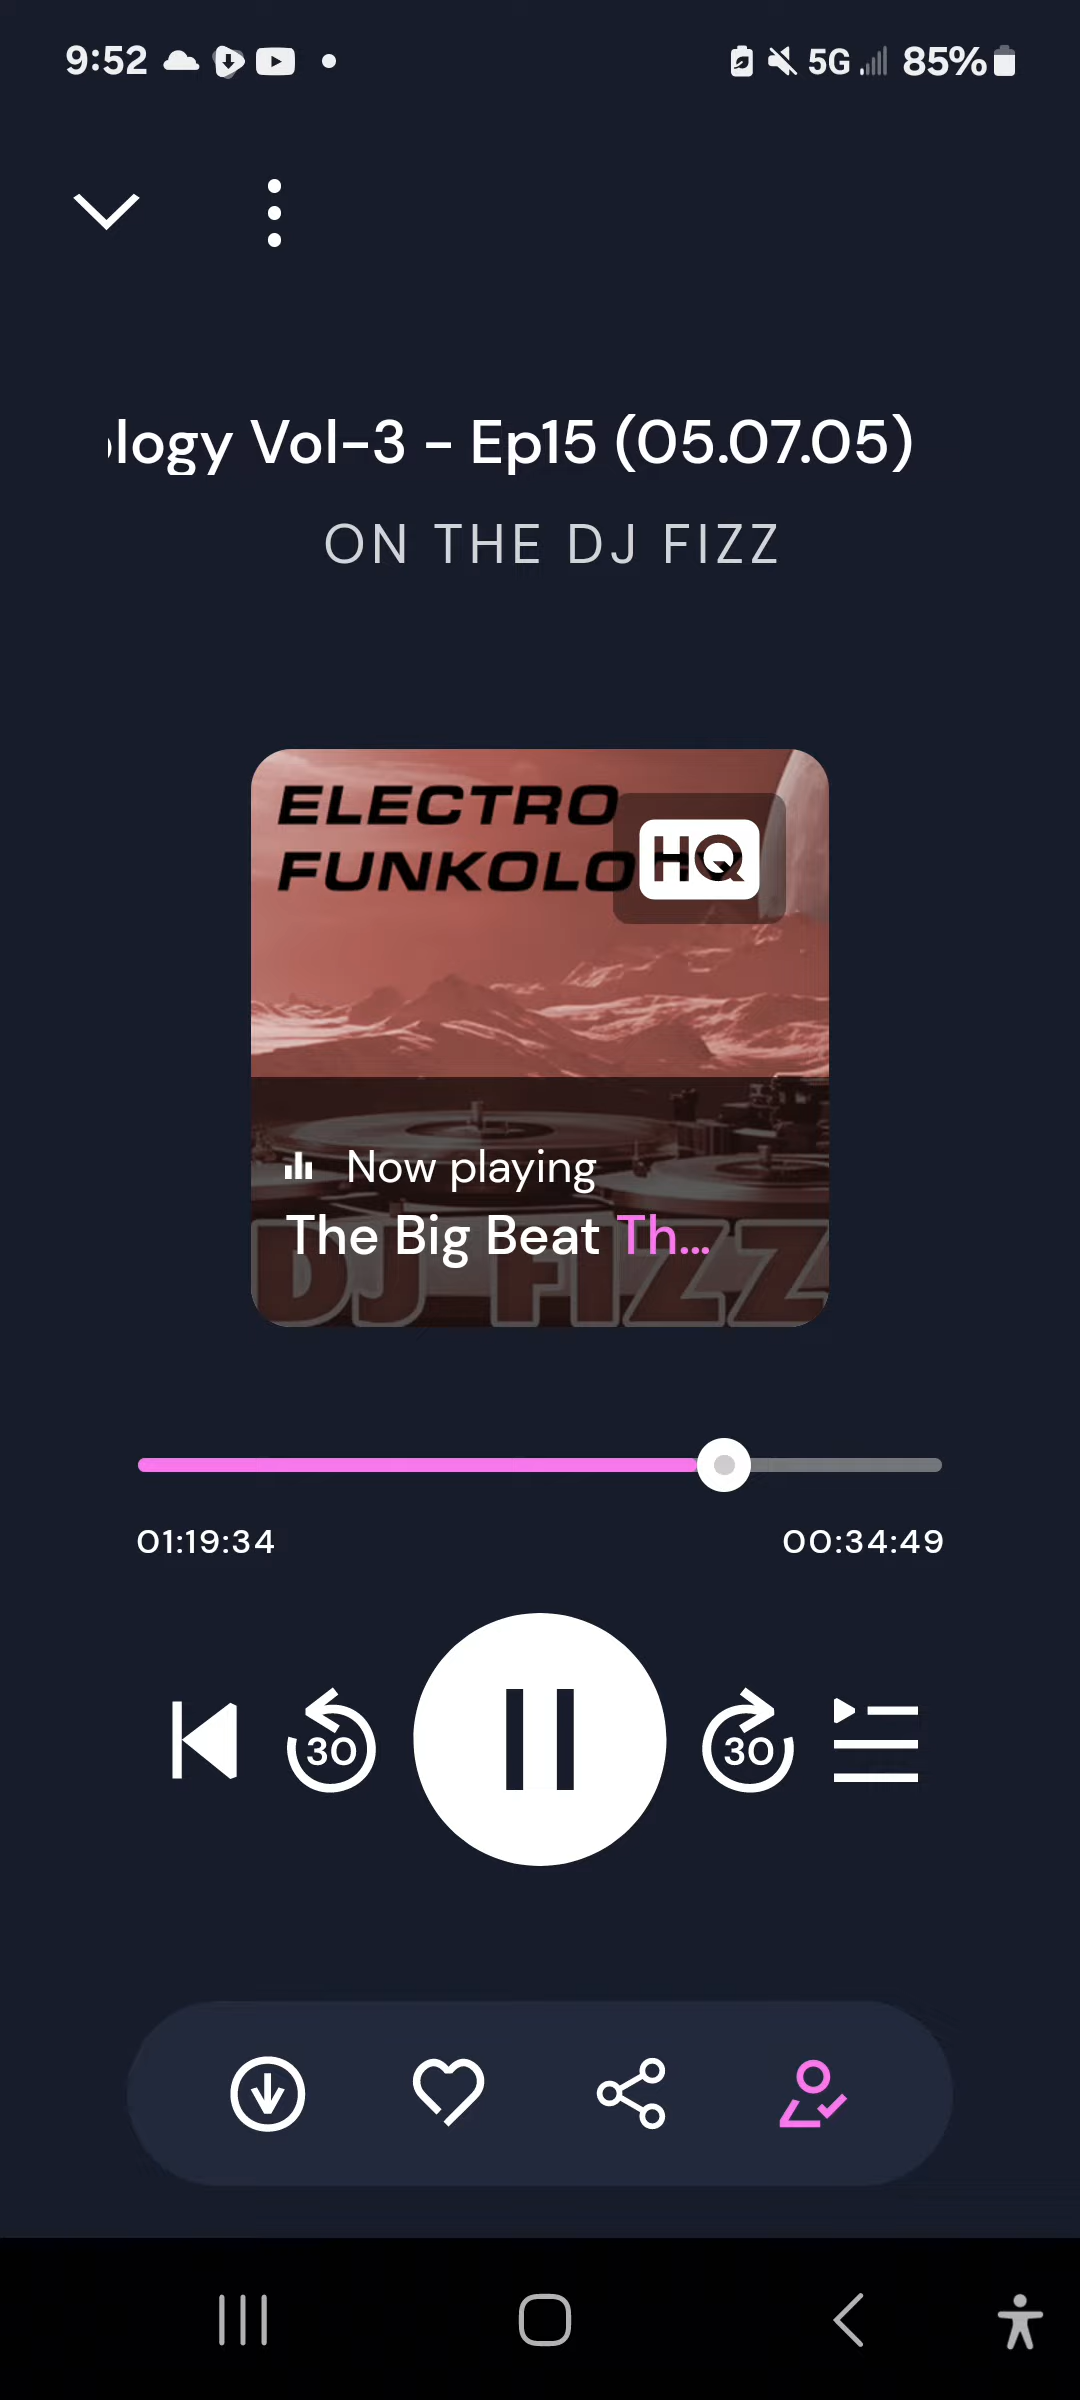 9:52 5G 85%
logy Vol-3 - Ep15 (05.07.05)
ON THE DJ FIZZ
ELECTRO
FUNKOLO HQ
Now playing
The Big Beat Th...
DJ FIZZ
01:19:34 00:34:49
30 30